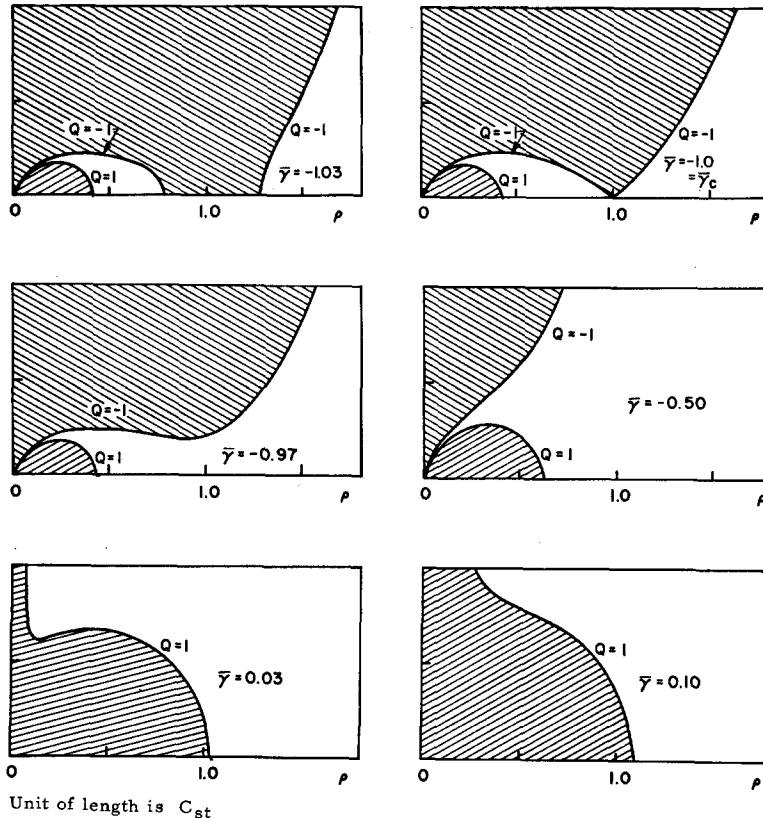 Q = -1
Q = -1
Q = 1
γ̄ = -1.03
0
1.0
ρ
Q = -1
Q = -1
Q = 1
γ̄ = -1.0
= γ̄c
0
1.0
ρ
Q = -1
Q = 1
γ̄ = -0.97
0
1.0
ρ
Q = -1
γ̄ = -0.50
Q = 1
0
1.0
ρ
Q = 1
γ̄ = 0.03
0
1.0
ρ
Q = 1
γ̄ = 0.10
0
1.0
ρ
Unit of length is Cst